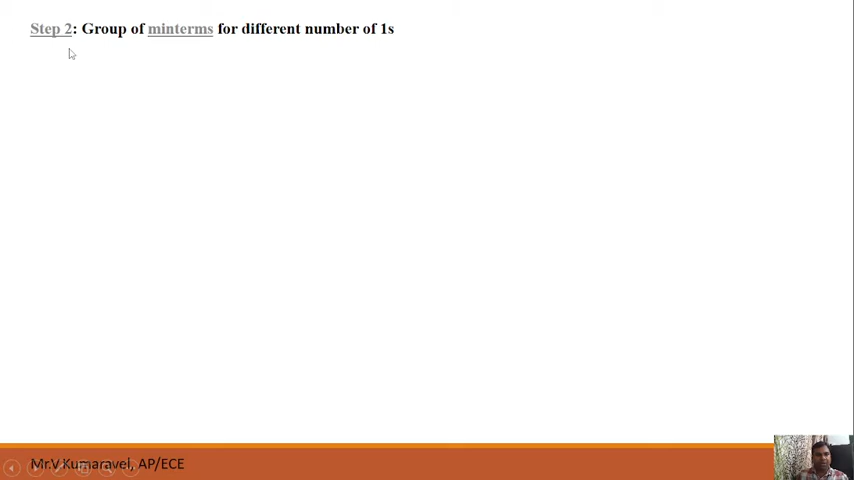 Step 2: Group of minterms for different number of 1s
Mr.V.Kumaravel, AP/ECE